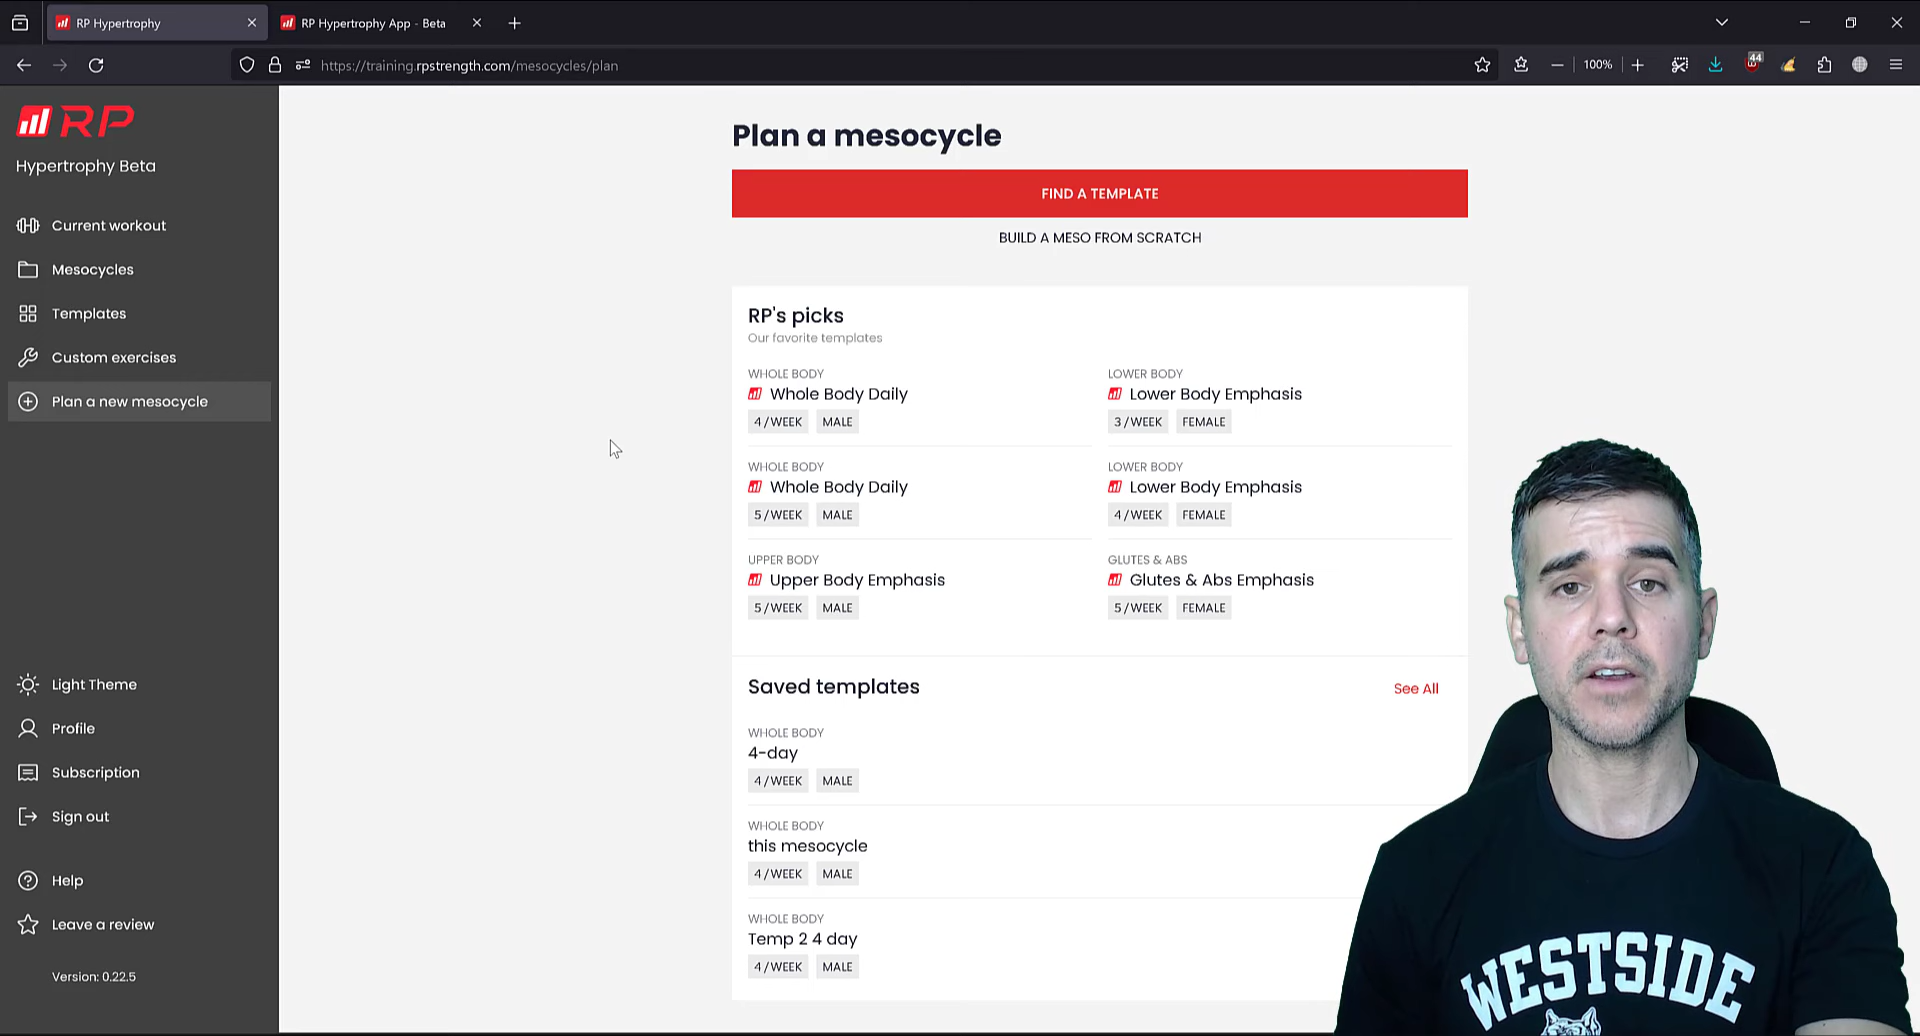 RP Hypertrophy
RP Hypertrophy App - Beta
https://training.rpstrength.com/mesocycles/plan
100%
44
RP
Hypertrophy Beta
Current workout
Mesocycles
Templates
Custom exercises
Plan a new mesocycle
Light Theme
Profile
Subscription
Sign out
Help
Leave a review
Version: 0.22.5
Plan a mesocycle
FIND A TEMPLATE
BUILD A MESO FROM SCRATCH
RP's picks
Our favorite templates
WHOLE BODY
Whole Body Daily
4/WEEK MALE
LOWER BODY
Lower Body Emphasis
3/WEEK FEMALE
WHOLE BODY
Whole Body Daily
5/WEEK MALE
LOWER BODY
Lower Body Emphasis
4/WEEK FEMALE
UPPER BODY
Upper Body Emphasis
5/WEEK MALE
GLUTES & ABS
Glutes & Abs Emphasis
5/WEEK FEMALE
Saved templates
See All
WHOLE BODY
4-day
4/WEEK MALE
WHOLE BODY
this mesocycle
4/WEEK MALE
WHOLE BODY
Temp 2 4 day
4/WEEK MALE
WESTSIDE